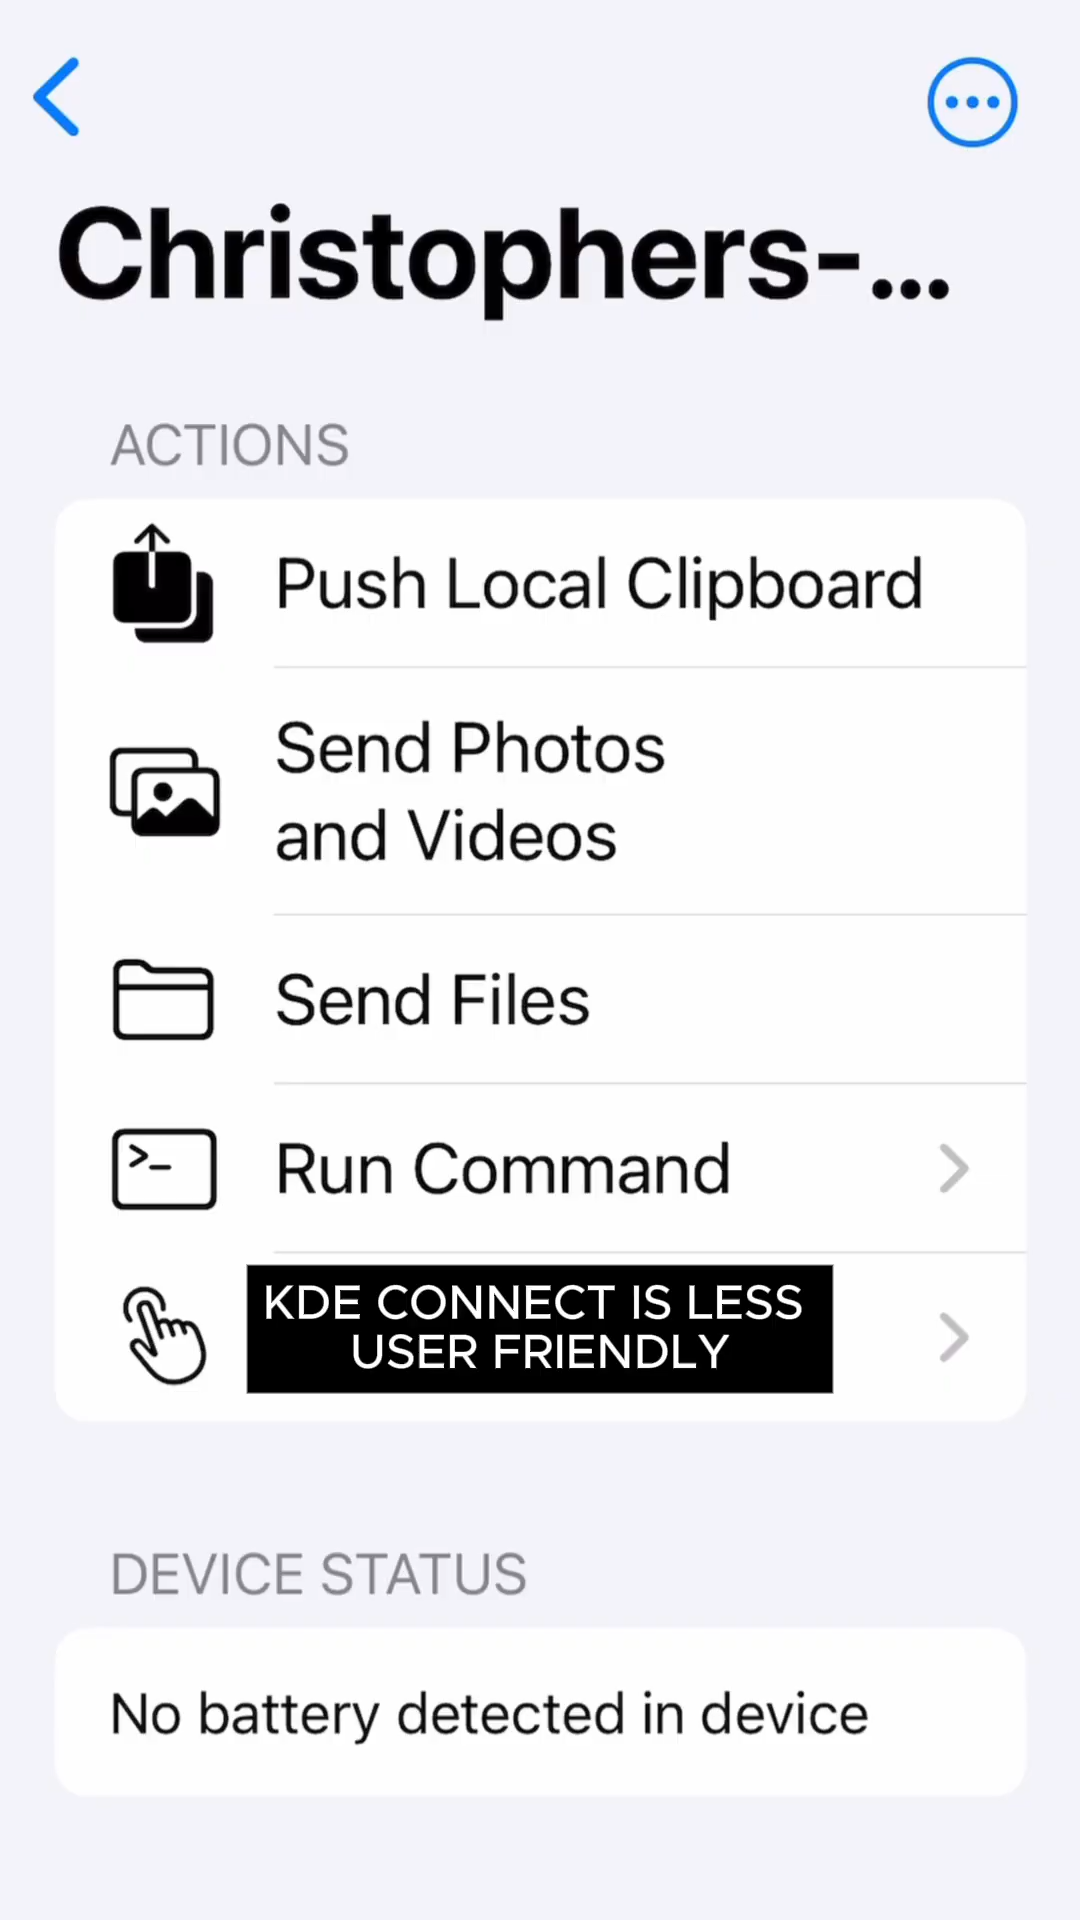 Christophers-...
ACTIONS
Push Local Clipboard
Send Photos
and Videos
Send Files
Run Command
KDE CONNECT IS LESS
USER FRIENDLY
DEVICE STATUS
No battery detected in device